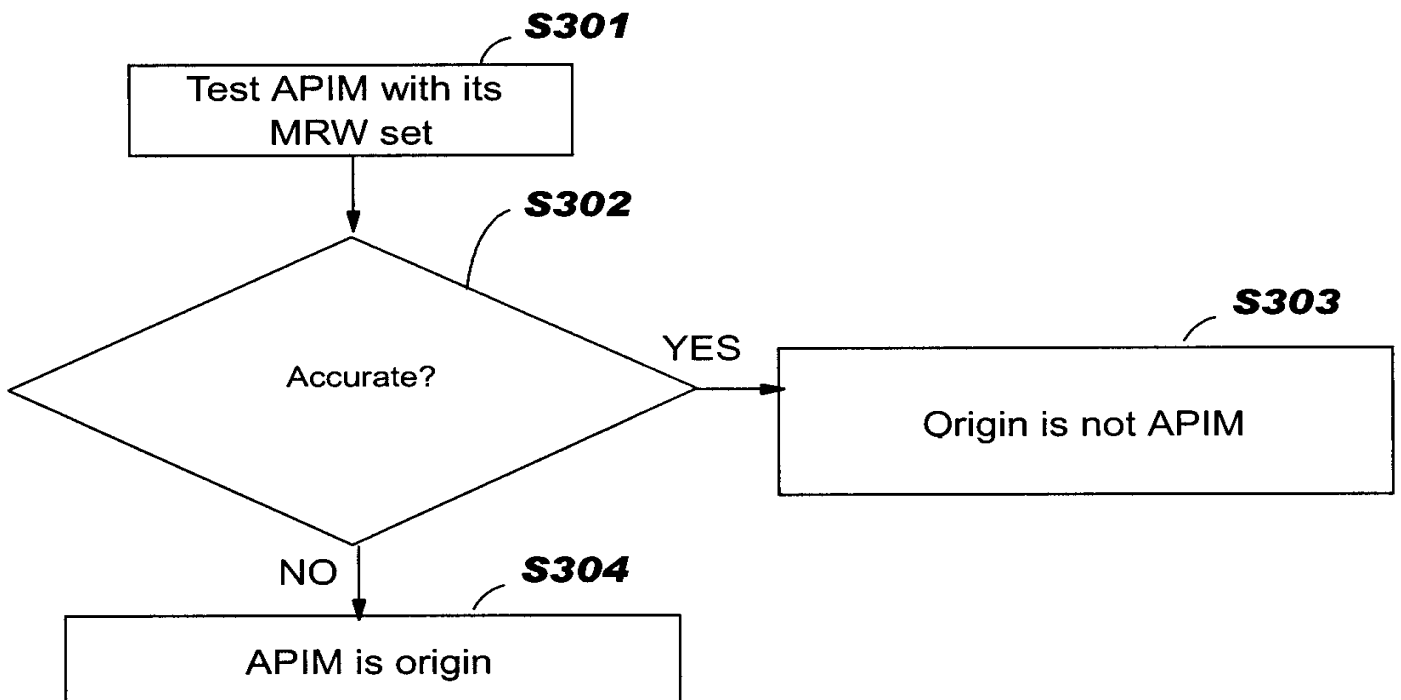 S301
Test APIM with its
MRW set
S302
Accurate?
YES
S303
Origin is not APIM
NO
S304
APIM is origin